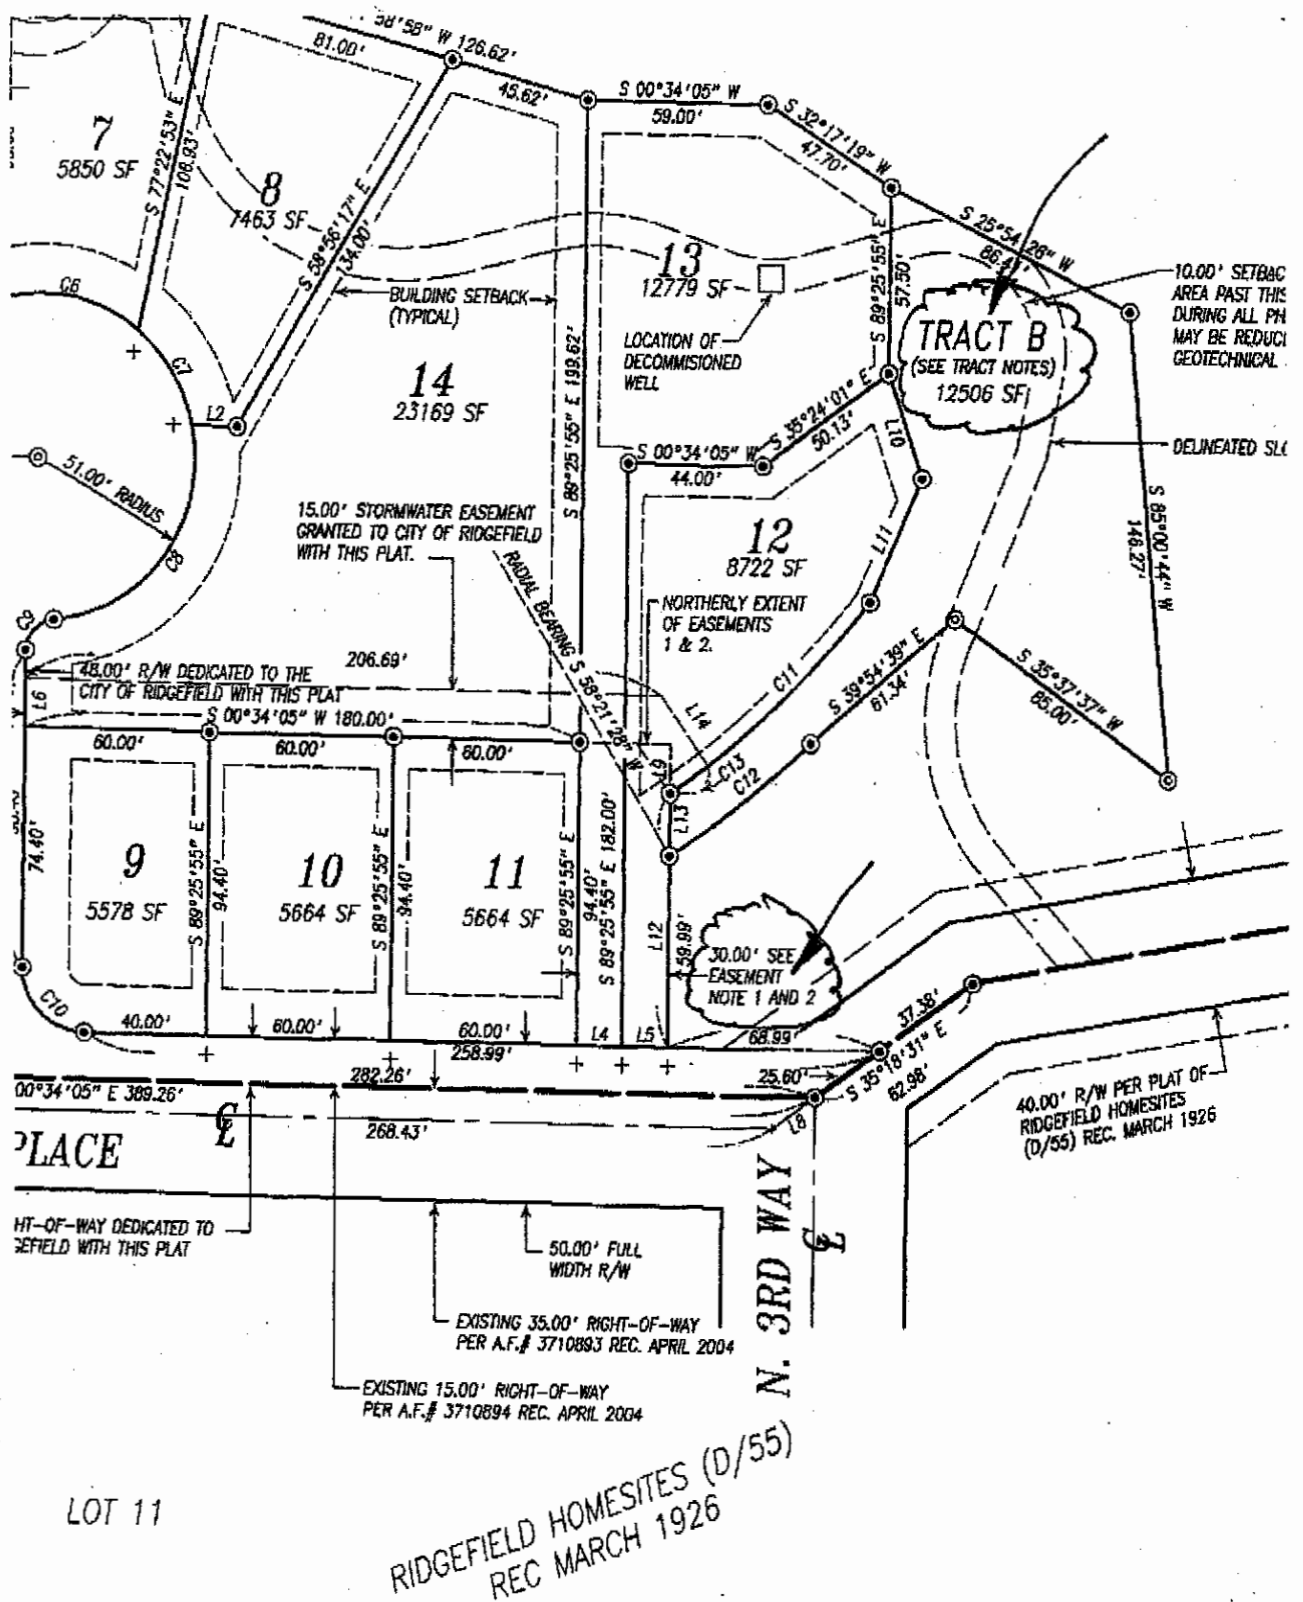 58'58" W 126.62'
81.00'
45.62'
S 00°34'05" W
59.00'
S 32°17'19" W
47.70'
7
5850 SF
S 77°22'53" E
108.93'
8
7463 SF
S 58°56'17" E
134.00'
S 25°54'26" W
86.41'
13
12779 SF
S 89°25'55" E
57.50'
BUILDING SETBACK
(TYPICAL)
LOCATION OF
DECOMMISIONED
WELL
TRACT B
(SEE TRACT NOTES)
12506 SF
10.00' SETBAC
AREA PAST THIS
DURING ALL PH
MAY BE REDUCI
GEOTECHNICAL
C6
C7
L2
14
23169 SF
S 89°25'55" E 199.62'
S 35°24'01" E
50.13'
L10
DELINEATED SL
51.00' RADIUS
S 00°34'05" W
44.00'
S 85°00'44" W
146.27'
15.00' STORMWATER EASEMENT
GRANTED TO CITY OF RIDGEFIELD
WITH THIS PLAT.
C8
12
8722 SF
L11
RADIAL BEARING S 58°21'28" W
NORTHERLY EXTENT
OF EASEMENTS
1 & 2.
C9
48.00' R/W DEDICATED TO THE
CITY OF RIDGEFIELD WITH THIS PLAT
206.69'
L6
C11
S 39°54'39" E
61.34'
S 35°37'37" W
85.00'
L14
S 00°34'05" W 180.00'
60.00'
60.00'
60.00'
L9
C13
C12
L13
74.40'
9
5578 SF
S 89°25'55" E
94.40'
10
5664 SF
S 89°25'55" E
94.40'
11
5664 SF
S 89°25'55" E
94.40'
S 89°25'55" E 182.00'
L12
59.99'
30.00' SEE
EASEMENT
NOTE 1 AND 2
C10
40.00'
60.00'
60.00'
258.99'
L4
L5
68.99'
37.38'
S 35°18'31" E
62.98'
25.60'
00°34'05" E 389.26'
282.26'
268.43'
L8
PLACE
CL
40.00' R/W PER PLAT OF
RIDGEFIELD HOMESITES
(D/55) REC. MARCH 1926
HT-OF-WAY DEDICATED TO
GEFIELD WITH THIS PLAT
50.00' FULL
WIDTH R/W
N. 3RD WAY
CL
EXISTING 35.00' RIGHT-OF-WAY
PER A.F.# 3710893 REC. APRIL 2004
EXISTING 15.00' RIGHT-OF-WAY
PER A.F.# 3710894 REC. APRIL 2004
LOT 11
RIDGEFIELD HOMESITES (D/55)
REC MARCH 1926